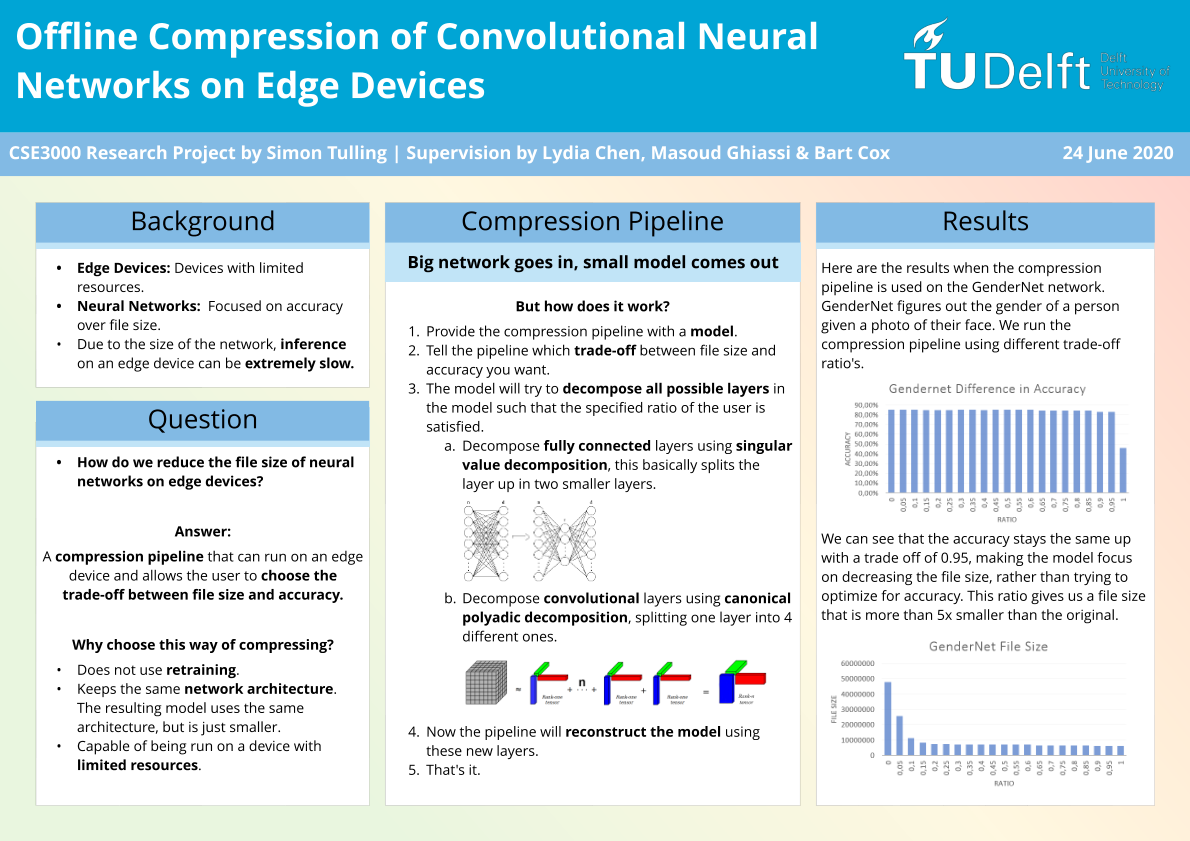 Offline Compression of Convolutional Neural
Networks on Edge Devices
TUDelft
Delft
University of
Technology
CSE3000 Research Project by Simon Tulling | Supervision by Lydia Chen, Masoud Ghiassi & Bart Cox
24 June 2020
Background
• Edge Devices: Devices with limited
resources.
• Neural Networks: Focused on accuracy
over file size.
• Due to the size of the network, inference
on an edge device can be extremely slow.
Question
• How do we reduce the file size of neural
networks on edge devices?
Answer:
A compression pipeline that can run on an edge
device and allows the user to choose the
trade-off between file size and accuracy.
Why choose this way of compressing?
• Does not use retraining.
• Keeps the same network architecture.
The resulting model uses the same
architecture, but is just smaller.
• Capable of being run on a device with
limited resources.
Compression Pipeline
Big network goes in, small model comes out
But how does it work?
1. Provide the compression pipeline with a model.
2. Tell the pipeline which trade-off between file size and
accuracy you want.
3. The model will try to decompose all possible layers in
the model such that the specified ratio of the user is
satisfied.
a. Decompose fully connected layers using singular
value decomposition, this basically splits the
layer up in two smaller layers.
b. Decompose convolutional layers using canonical
polyadic decomposition, splitting one layer into 4
different ones.
≈ + n ... + + =
Rank-one tensor
Rank-one tensor
Rank-one tensor
Rank-n tensor
4. Now the pipeline will reconstruct the model using
these new layers.
5. That's it.
Results
Here are the results when the compression
pipeline is used on the GenderNet network.
GenderNet figures out the gender of a person
given a photo of their face. We run the
compression pipeline using different trade-off
ratio's.
Gendernet Difference in Accuracy
ACCURACY
90,00%
80,00%
70,00%
60,00%
50,00%
40,00%
30,00%
20,00%
10,00%
0,00%
0 0,05 0,1 0,15 0,2 0,25 0,3 0,35 0,4 0,45 0,5 0,55 0,6 0,65 0,7 0,75 0,8 0,85 0,9 0,95 1
RATIO
We can see that the accuracy stays the same up
with a trade off of 0.95, making the model focus
on decreasing the file size, rather than trying to
optimize for accuracy. This ratio gives us a file size
that is more than 5x smaller than the original.
GenderNet File Size
FILE SIZE
60000000
50000000
40000000
30000000
20000000
10000000
0
0 0,05 0,1 0,15 0,2 0,25 0,3 0,35 0,4 0,45 0,5 0,55 0,6 0,65 0,7 0,75 0,8 0,85 0,9 0,95 1
RATIO